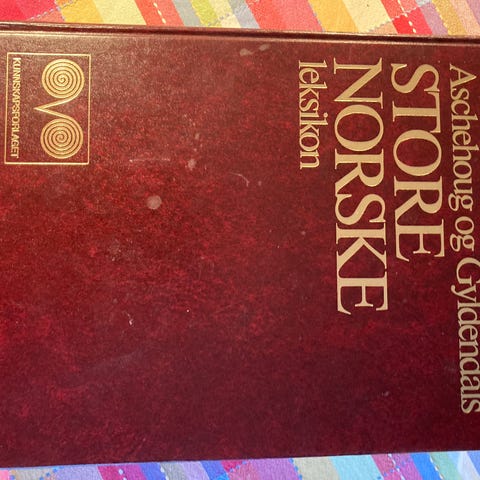 Aschehoug og Gyldendals
STORE
NORSKE
leksikon
KUNNSKAPSFORLAGET